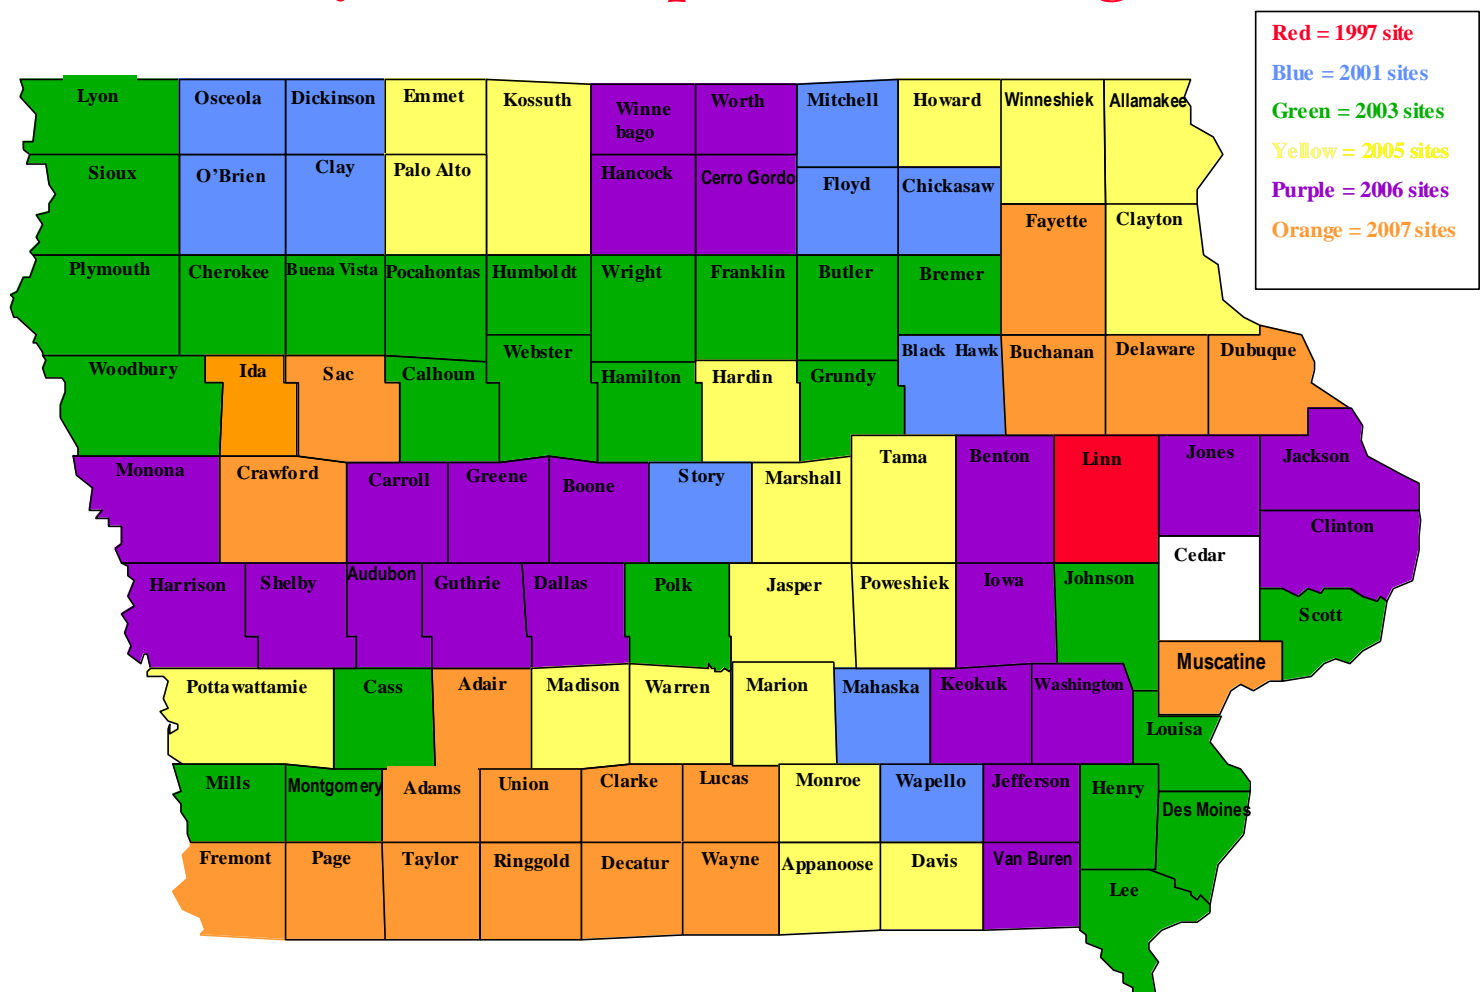 Red = 1997 site
Blue = 2001 sites
Green = 2003 sites
Yellow = 2005 sites
Purple = 2006 sites
Orange = 2007 sites
Lyon
Osceola
Dickinson
Emmet
Kossuth
Winne
bago
Worth
Mitchell
Howard
Winneshiek
Allamakee
Sioux
O'Brien
Clay
Palo Alto
Hancock
Cerro Gordo
Floyd
Chickasaw
Fayette
Clayton
Plymouth
Cherokee
Buena Vista
Pocahontas
Humboldt
Wright
Franklin
Butler
Bremer
Woodbury
Ida
Sac
Calhoun
Webster
Hamilton
Hardin
Grundy
Black Hawk
Buchanan
Delaware
Dubuque
Monona
Crawford
Carroll
Greene
Boone
Story
Marshall
Tama
Benton
Linn
Jones
Jackson
Clinton
Cedar
Harrison
Shelby
Audubon
Guthrie
Dallas
Polk
Jasper
Poweshiek
Iowa
Johnson
Scott
Muscatine
Pottawattamie
Cass
Adair
Madison
Warren
Marion
Mahaska
Keokuk
Washington
Louisa
Mills
Montgomery
Adams
Union
Clarke
Lucas
Monroe
Wapello
Jefferson
Henry
Des Moines
Fremont
Page
Taylor
Ringgold
Decatur
Wayne
Appanoose
Davis
Van Buren
Lee